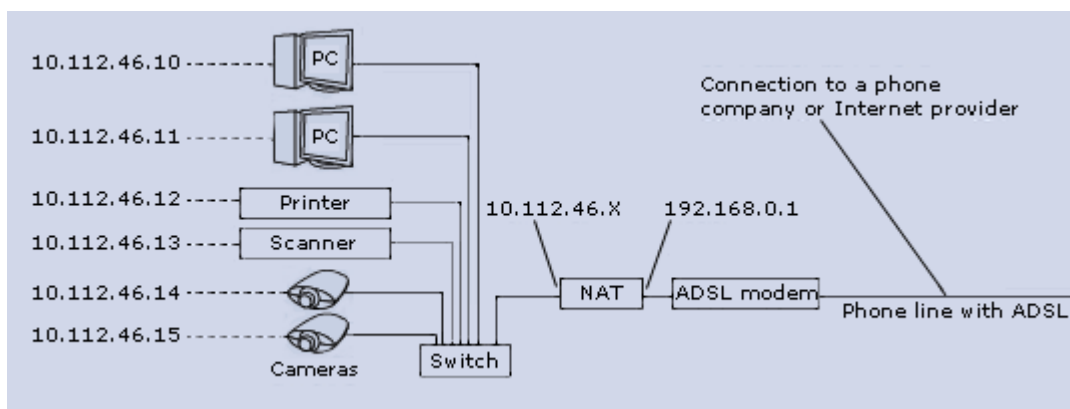 10.112.46.10
PC
Connection to a phone
company or Internet provider
10.112.46.11
PC
10.112.46.12
Printer
10.112.46.X
192.168.0.1
10.112.46.13
Scanner
10.112.46.14
NAT
ADSL modem
Phone line with ADSL
10.112.46.15
Switch
Cameras